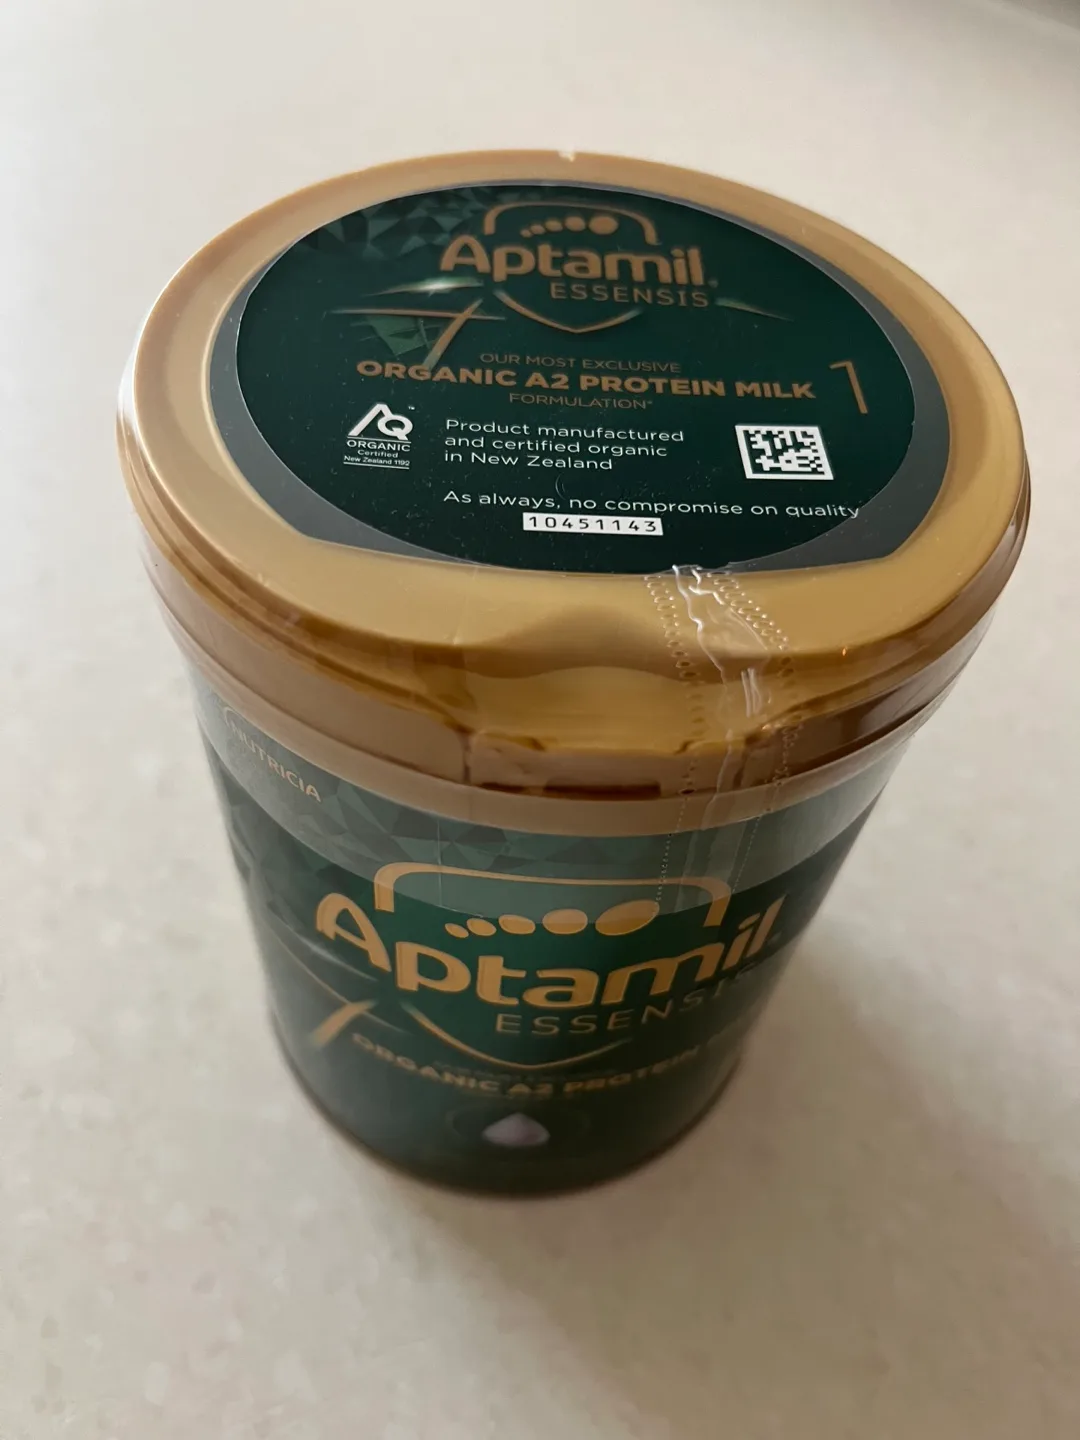 Aptamil
ESSENSIS
OUR MOST EXCLUSIVE
ORGANIC A2 PROTEIN MILK
FORMULATION*
1
AQ™
ORGANIC
Certified
New Zealand 1192
Product manufactured
and certified organic
in New Zealand
As always, no compromise on quality
10451143
NUTRICIA
Aptamil
ESSENSIS
ORGANIC A2 PROTEIN